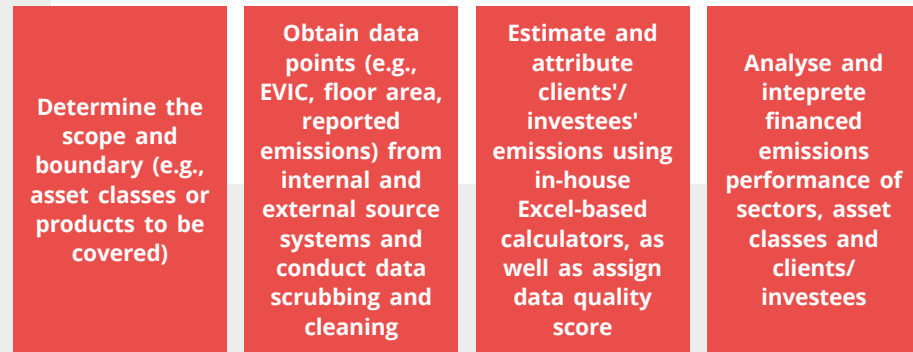 Determine the
scope and
boundary (e.g.,
asset classes or
products to be
covered)
Obtain data
points (e.g.,
EVIC, floor area,
reported
emissions) from
internal and
external source
systems and
conduct data
scrubbing and
cleaning
Estimate and
attribute
clients'/
investees'
emissions using
in-house
Excel-based
calculators, as
well as assign
data quality
score
Analyse and
inteprete
financed
emissions
performance of
sectors, asset
classes and
clients/
investees